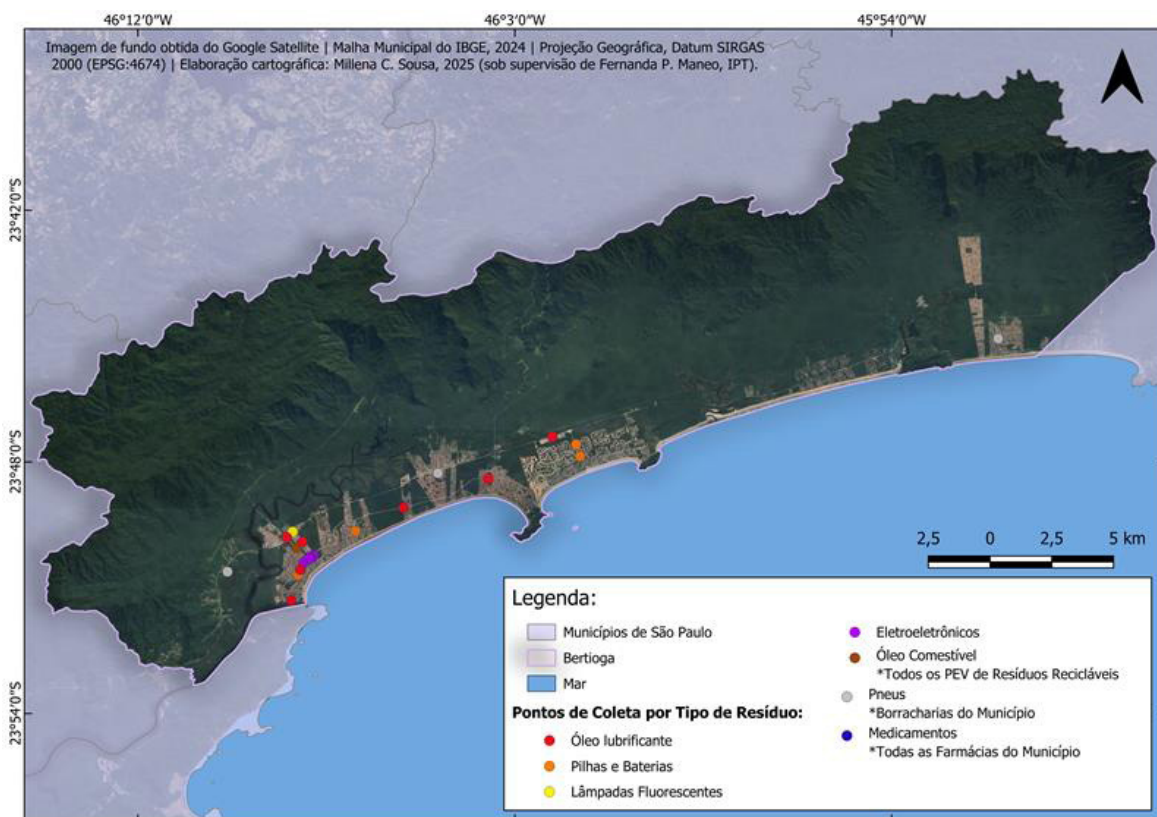 46°12'0"O 46°3'0"O 45°54'0"O
Imagem de fundo obtida do Google Satellite | Malha Municipal do IBGE, 2024 | Projeção Geográfica, Datum SIRGAS
2000 (EPSG:4674) | Elaboração cartográfica: Millena C. Sousa, 2025 (sob supervisão de Fernanda P. Maneo, IPT).
23°42'0"S
23°48'0"S
23°54'0"S
2,5 0 2,5 5 km
Legenda:
Municípios de São Paulo
Bertioga
Mar
Pontos de Coleta por Tipo de Resíduo:
Óleo lubrificante
Pilhas e Baterias
Lâmpadas Fluorescentes
Eletroeletrônicos
Óleo Comestível
*Todos os PEV de Resíduos Recicláveis
Pneus
*Borracharias do Município
Medicamentos
*Todas as Farmácias do Município